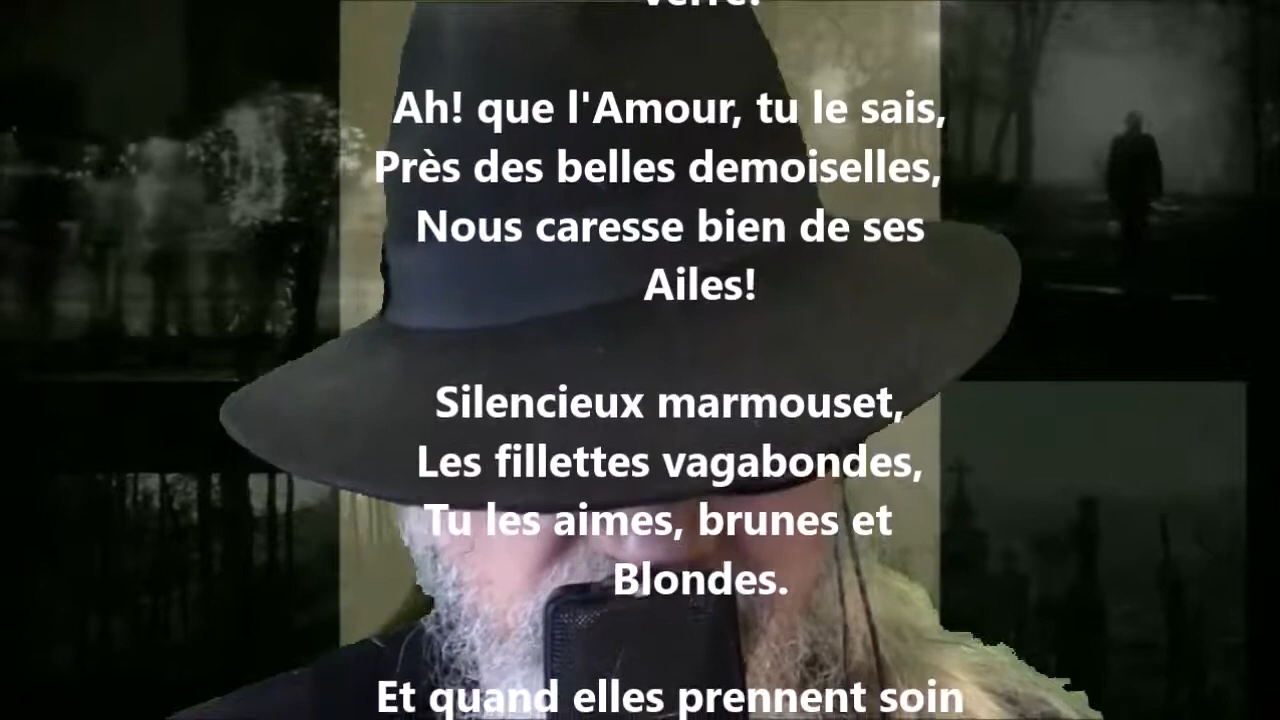 verre!
Ah! que l'Amour, tu le sais,
Près des belles demoiselles,
Nous caresse bien de ses
Ailes!
Silencieux marmouset,
Les fillettes vagabondes,
Tu les aimes, brunes et
Blondes.
Et quand elles prennent soin